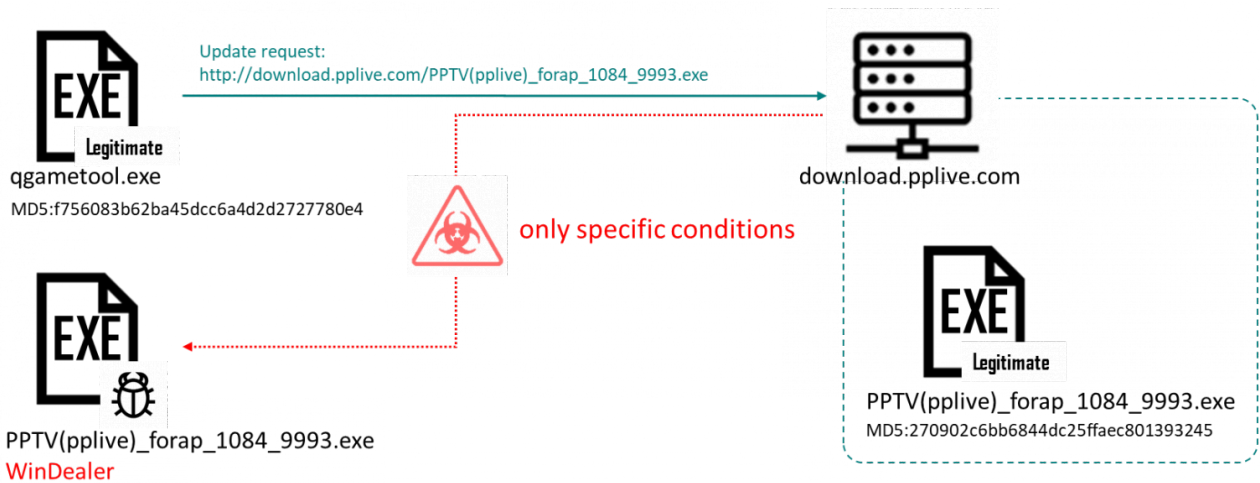 Update request:
http://download.pplive.com/PPTV(pplive)_forap_1084_9993.exe
EXE
Legitimate
qgametool.exe
MD5:f756083b62ba45dcc6a4d2d2727780e4
download.pplive.com
only specific conditions
EXE
PPTV(pplive)_forap_1084_9993.exe
WinDealer
EXE
Legitimate
PPTV(pplive)_forap_1084_9993.exe
MD5:270902c6bb6844dc25ffaec801393245